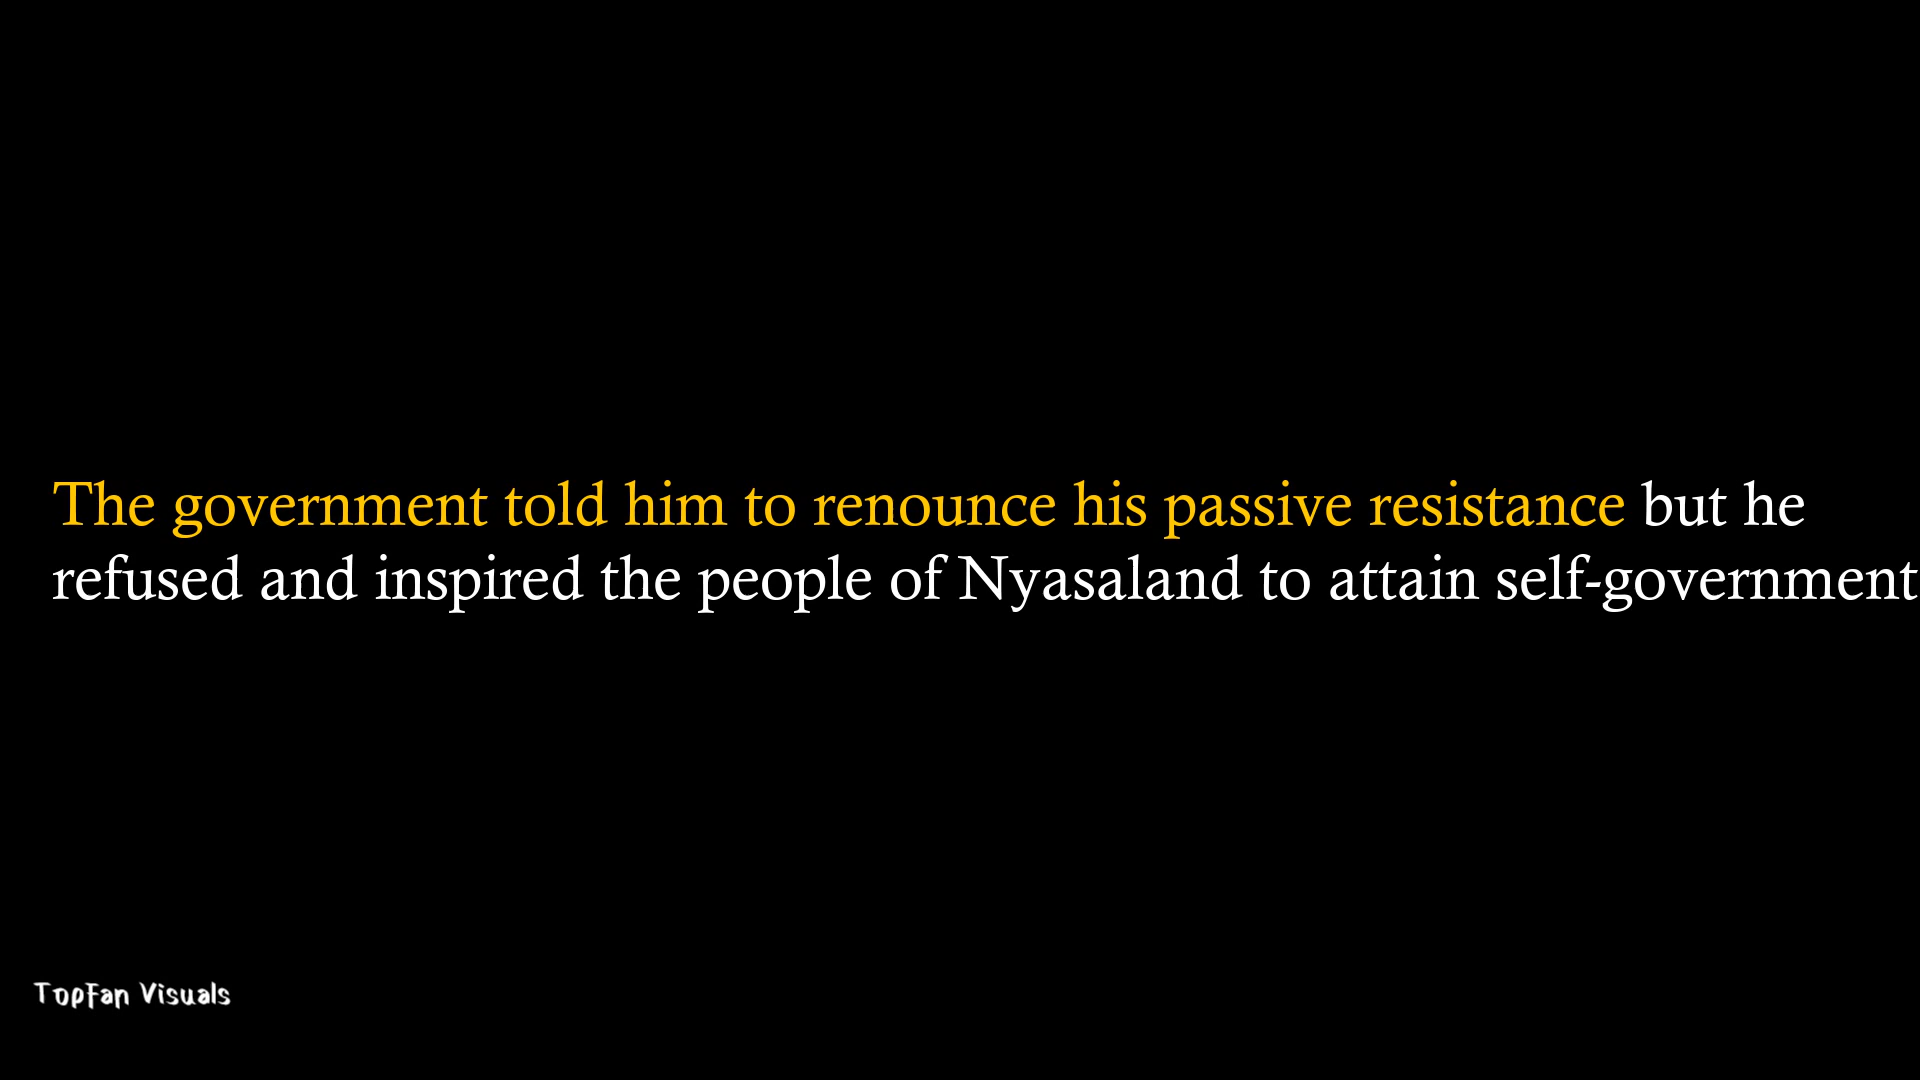 The government told him to renounce his passive resistance but he
refused and inspired the people of Nyasaland to attain self-government
TopFan Visuals